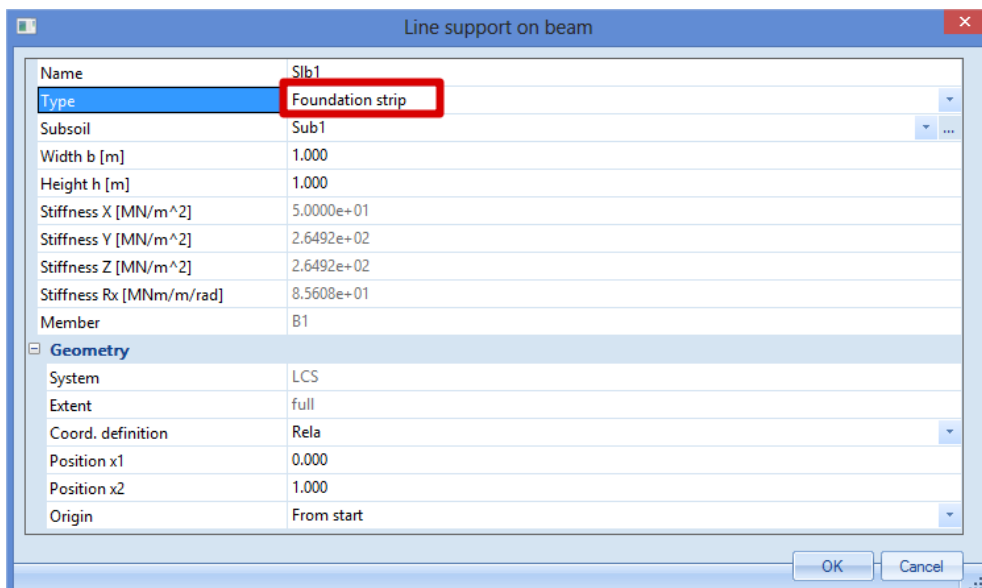 Line support on beam
Name Slb1
Type Foundation strip
Subsoil Sub1 ...
Width b [m] 1.000
Height h [m] 1.000
Stiffness X [MN/m^2] 5.0000e+01
Stiffness Y [MN/m^2] 2.6492e+02
Stiffness Z [MN/m^2] 2.6492e+02
Stiffness Rx [MNm/m/rad] 8.5608e+01
Member B1
Geometry
System LCS
Extent full
Coord. definition Rela
Position x1 0.000
Position x2 1.000
Origin From start
OK Cancel